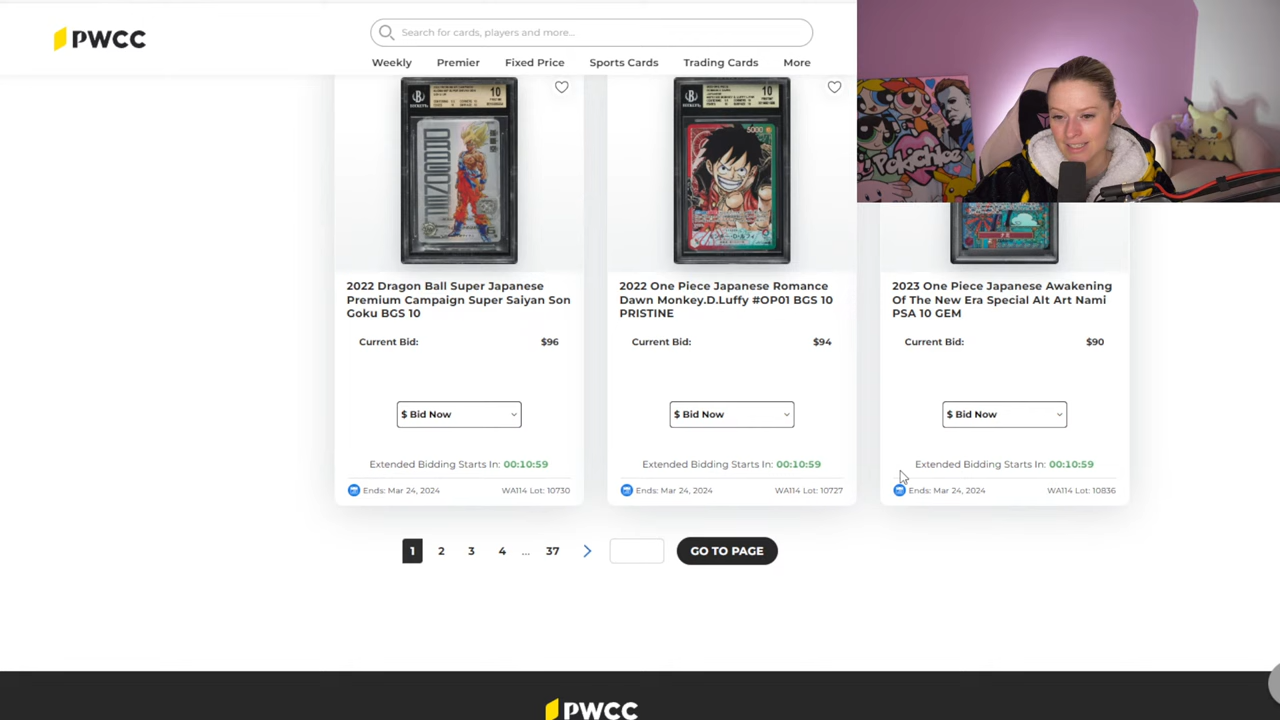 PWCC
Search for cards, players and more...
Weekly Premier Fixed Price Sports Cards Trading Cards More
10
BECKETT
10
BECKETT
5000
Pokichloe
2022 Dragon Ball Super Japanese
Premium Campaign Super Saiyan Son
Goku BGS 10
Current Bid: $96
$ Bid Now
Extended Bidding Starts In: 00:10:59
Ends: Mar 24, 2024 WA114 Lot: 10730
2022 One Piece Japanese Romance
Dawn Monkey.D.Luffy #OP01 BGS 10
PRISTINE
Current Bid: $94
$ Bid Now
Extended Bidding Starts In: 00:10:59
Ends: Mar 24, 2024 WA114 Lot: 10727
2023 One Piece Japanese Awakening
Of The New Era Special Alt Art Nami
PSA 10 GEM
Current Bid: $90
$ Bid Now
Extended Bidding Starts In: 00:10:59
Ends: Mar 24, 2024 WA114 Lot: 10836
1 2 3 4 ... 37 GO TO PAGE
PWCC